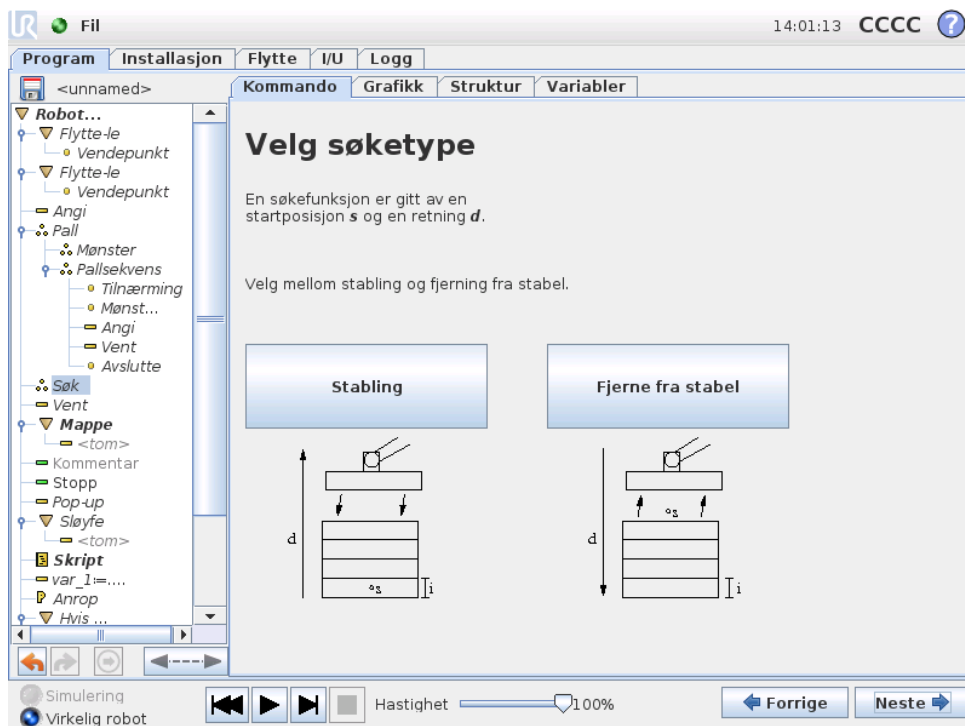 UR Fil 14:01:13 CCCC ?
Program Installasjon Flytte I/U Logg
<unnamed>
Kommando Grafikk Struktur Variabler
Robot...
Flytte-le
Vendepunkt
Flytte-le
Vendepunkt
Angi
Pall
Mønster
Pallsekvens
Tilnærming
Mønst...
Angi
Vent
Avslutte
Søk
Vent
Mappe
<tom>
Kommentar
Stopp
Pop-up
Sløyfe
<tom>
Skript
var_1:=....
Anrop
Hvis ...
Velg søketype
En søkefunksjon er gitt av en
startposisjon s og en retning d.
Velg mellom stabling og fjerning fra stabel.
Stabling
Fjerne fra stabel
d
s
i
d
s
i
Simulering
Virkelig robot
Hastighet 100%
Forrige Neste